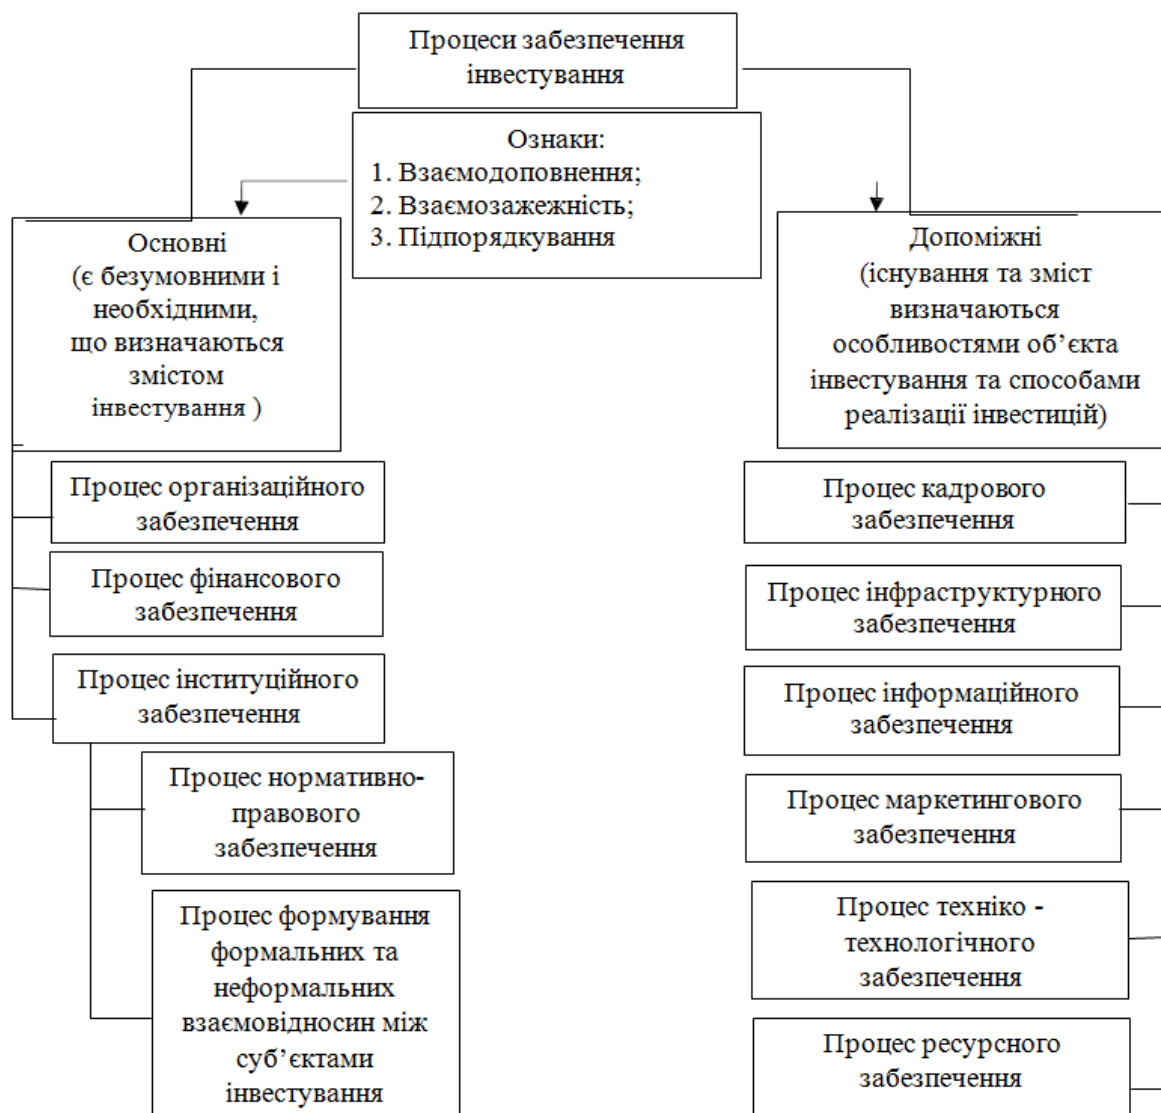 Процеси забезпечення
інвестування
Ознаки:
1. Взаємодоповнення;
2. Взаємозажежність;
3. Підпорядкування
Основні
(є безумовними і
необхідними,
що визначаються
змістом
інвестування )
Процес організаційного
забезпечення
Процес фінансового
забезпечення
Процес інституційного
забезпечення
Процес нормативно-
правового
забезпечення
Процес формування
формальних та
неформальних
взаємовідносин між
суб’єктами
інвестування
Допоміжні
(існування та зміст
визначаються
особливостями об’єкта
інвестування та способами
реалізації інвестицій)
Процес кадрового
забезпечення
Процес інфраструктурного
забезпечення
Процес інформаційного
забезпечення
Процес маркетингового
забезпечення
Процес техніко -
технологічного
забезпечення
Процес ресурсного
забезпечення